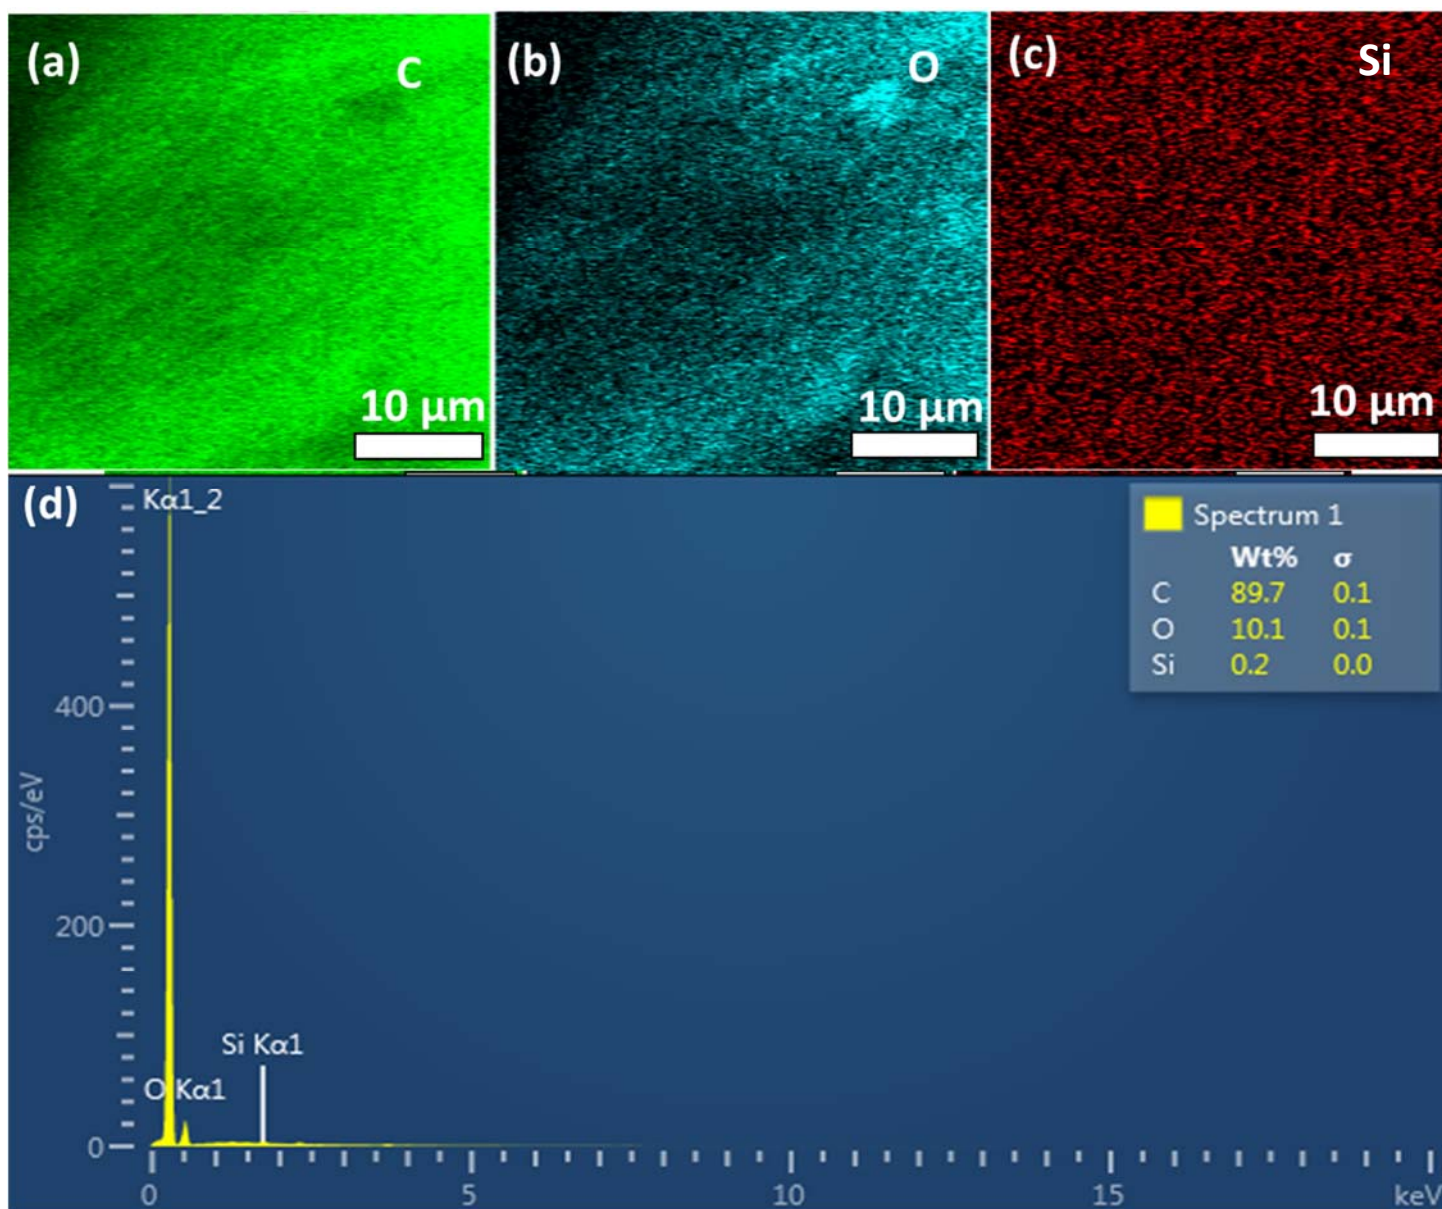 (a)
C
(b)
O
(c)
Si
10 µm
10 µm
10 µm
(d)
Kα1_2
Spectrum 1
Wt% σ
C 89.7 0.1
O 10.1 0.1
Si 0.2 0.0
400
cps/eV
200
Si Kα1
O Kα1
0
0 5 10 15 keV